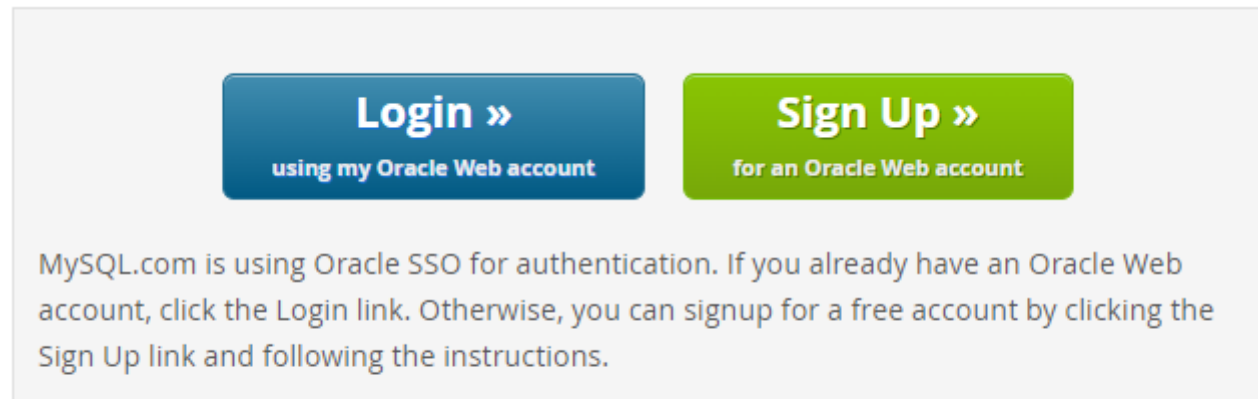 Login »
using my Oracle Web account
Sign Up »
for an Oracle Web account
MySQL.com is using Oracle SSO for authentication. If you already have an Oracle Web
account, click the Login link. Otherwise, you can signup for a free account by clicking the
Sign Up link and following the instructions.